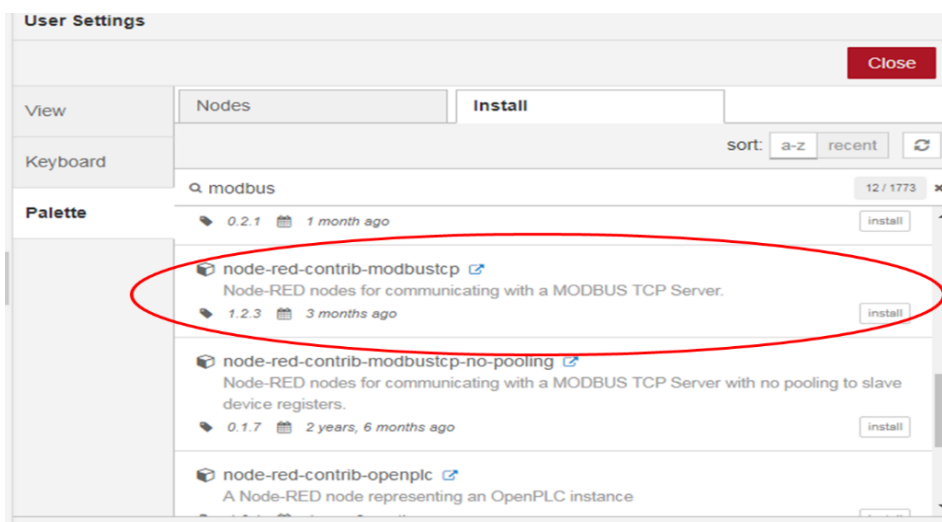 User Settings
Close
View
Nodes
Install
sort: a-z recent
Keyboard
modbus
12 / 1773
Palette
0.2.1 1 month ago
install
node-red-contrib-modbustcp
Node-RED nodes for communicating with a MODBUS TCP Server.
1.2.3 3 months ago
install
node-red-contrib-modbustcp-no-pooling
Node-RED nodes for communicating with a MODBUS TCP Server with no pooling to slave
device registers.
0.1.7 2 years, 6 months ago
install
node-red-contrib-openplc
A Node-RED node representing an OpenPLC instance